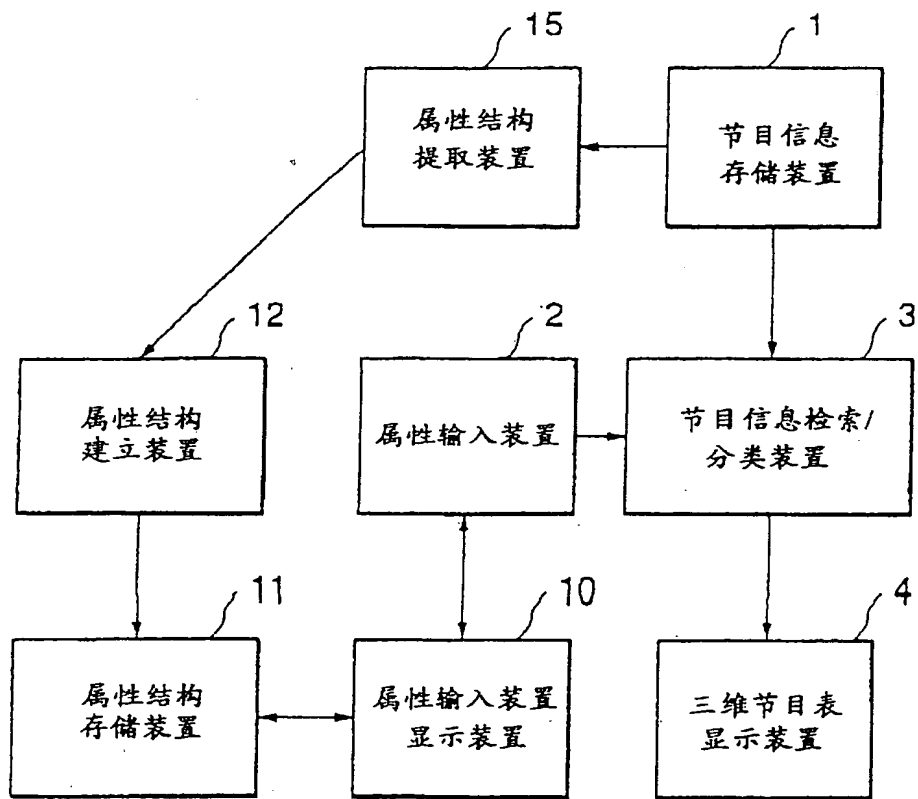 15
1
属性结构
提取装置
节目信息
存储装置
12
2
3
属性结构
建立装置
属性输入装置
节目信息检索/
分类装置
11
10
4
属性结构
存储装置
属性输入装置
显示装置
三维节目表
显示装置